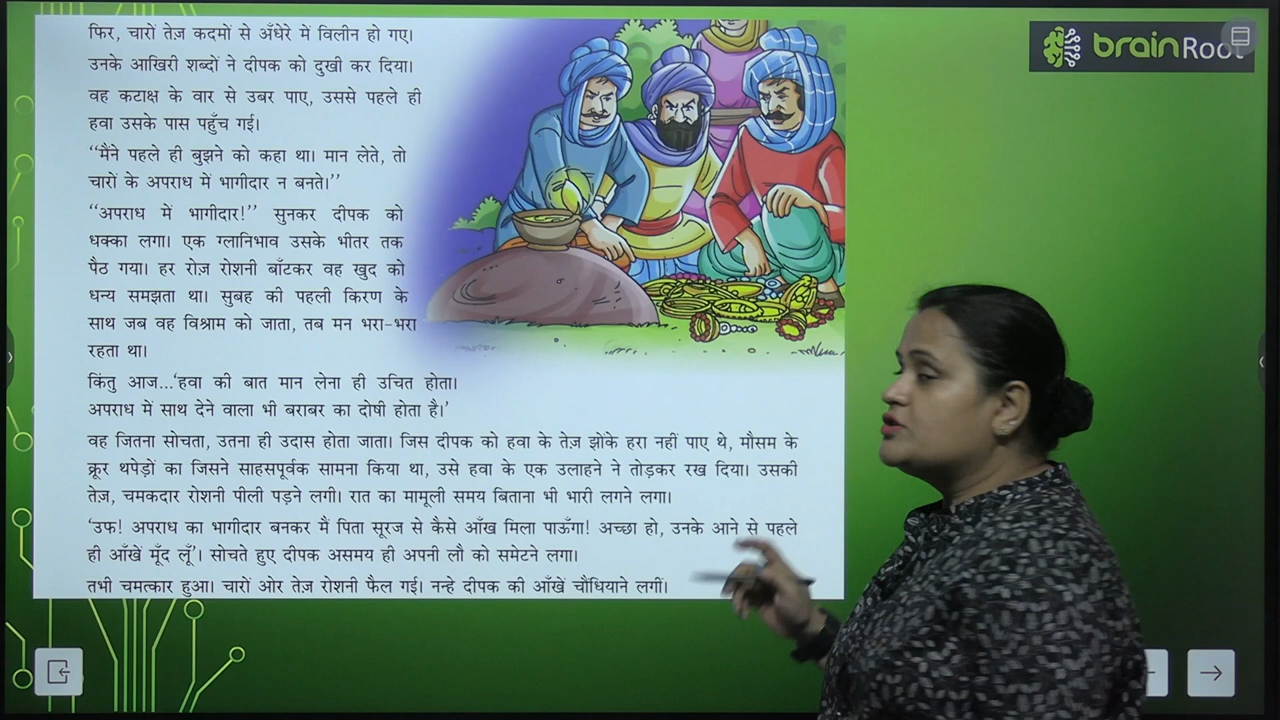 फिर, चारों तेज़ कदमों से अँधेरे में विलीन हो गए।
उनके आखिरी शब्दों ने दीपक को दुखी कर दिया।
वह कटाक्ष के वार से उबर पाए, उससे पहले ही
हवा उसके पास पहुँच गई।
“मैंने पहले ही बुझने को कहा था। मान लेते, तो
चारों के अपराध में भागीदार न बनते।”
“अपराध में भागीदार!” सुनकर दीपक को
धक्का लगा। एक ग्लानिभाव उसके भीतर तक
पैठ गया। हर रोज़ रोशनी बाँटकर वह खुद को
धन्य समझता था। सुबह की पहली किरण के
साथ जब वह विश्राम को जाता, तब मन भरा-भरा
रहता था।
किंतु आज...‘हवा की बात मान लेना ही उचित होता।
अपराध में साथ देने वाला भी बराबर का दोषी होता है।’
वह जितना सोचता, उतना ही उदास होता जाता। जिस दीपक को हवा के तेज़ झोंके हरा नहीं पाए थे, मौसम के
क्रूर थपेड़ों का जिसने साहसपूर्वक सामना किया था, उसे हवा के एक उलाहने ने तोड़कर रख दिया। उसकी
तेज़, चमकदार रोशनी पीली पड़ने लगी। रात का मामूली समय बिताना भी भारी लगने लगा।
‘उफ! अपराध का भागीदार बनकर मैं पिता सूरज से कैसे आँख मिला पाऊँगा! अच्छा हो, उनके आने से पहले
ही आँखें मूँद लूँ’। सोचते हुए दीपक असमय ही अपनी लौ को समेटने लगा।
तभी चमत्कार हुआ। चारों ओर तेज़ रोशनी फैल गई। नन्हे दीपक की आँखें चौंधियाने लगीं।
brainRoot